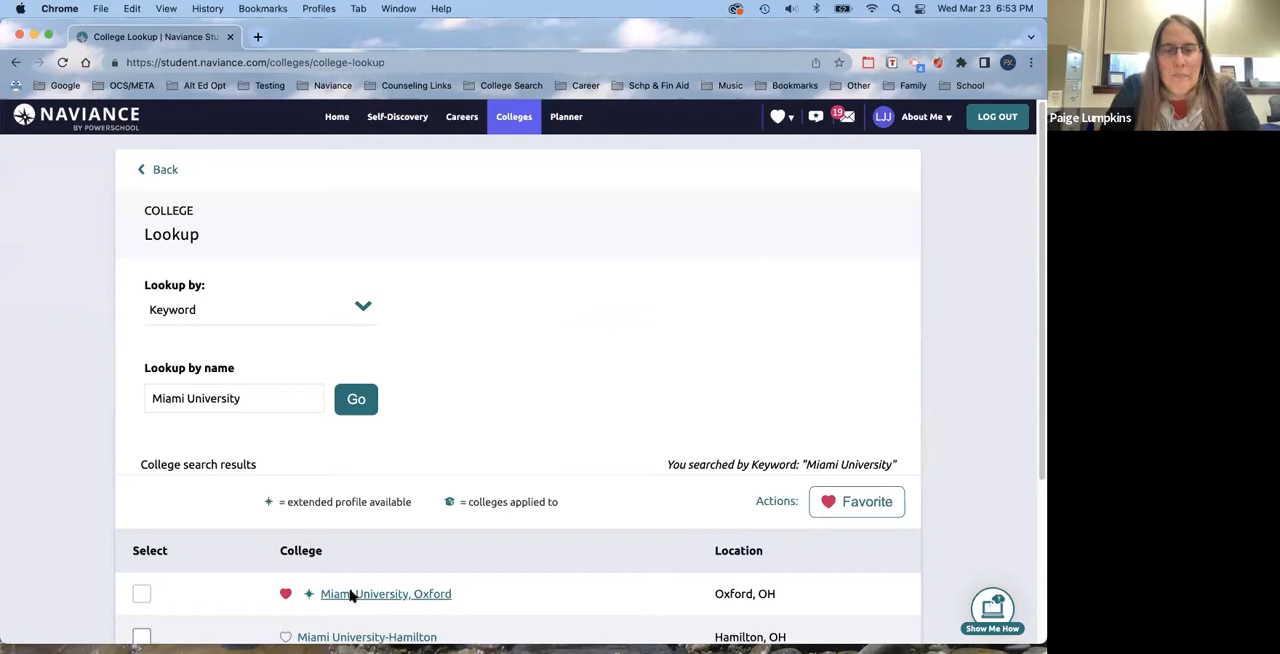 Chrome File Edit View History Bookmarks Profiles Tab Window Help Wed Mar 23 6:53 PM
College Lookup | Naviance Stu
https://student.naviance.com/colleges/college-lookup
Google OCS/META Alt Ed Opt Testing Naviance Counseling Links College Search Career Schp & Fin Aid Music Bookmarks Other Family School
NAVIANCE
BY POWERSCHOOL
Home Self-Discovery Careers Colleges Planner 19 LJJ About Me LOG OUT
Paige Lumpkins
Back
COLLEGE
Lookup
Lookup by:
Keyword
Lookup by name
Miami University Go
College search results You searched by Keyword: "Miami University"
= extended profile available = colleges applied to Actions: Favorite
Select College Location
Miami University, Oxford Oxford, OH
Miami University-Hamilton Hamilton, OH
Show Me How